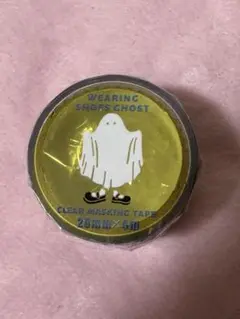 WEARING
SHOES GHOST
CLEAR MASKING TAPE
20mm×5m